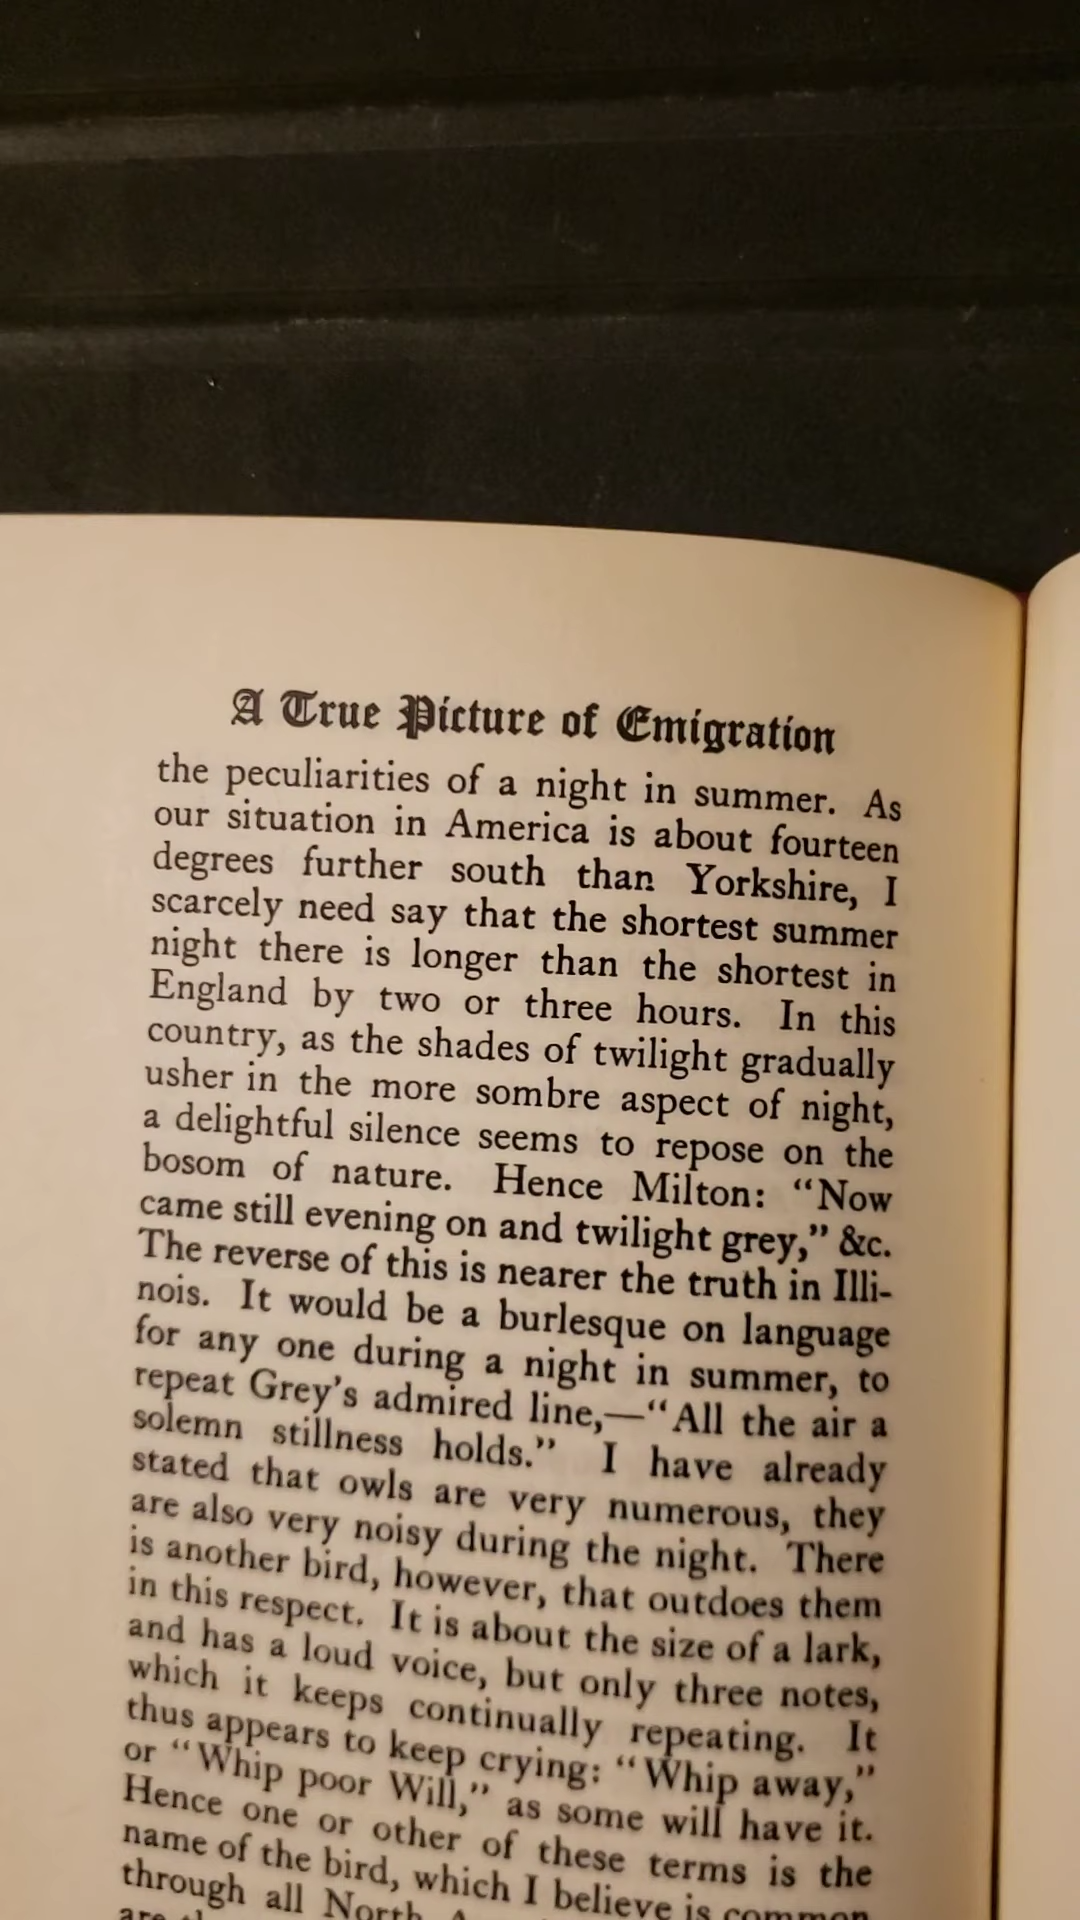 A True Picture of Emigration
the peculiarities of a night in summer. As
our situation in America is about fourteen
degrees further south than Yorkshire, I
scarcely need say that the shortest summer
night there is longer than the shortest in
England by two or three hours. In this
country, as the shades of twilight gradually
usher in the more sombre aspect of night,
a delightful silence seems to repose on the
bosom of nature. Hence Milton: “Now
came still evening on and twilight grey,” &c.
The reverse of this is nearer the truth in Illi-
nois. It would be a burlesque on language
for any one during a night in summer, to
repeat Grey’s admired line,—“All the air a
solemn stillness holds.” I have already
stated that owls are very numerous, they
are also very noisy during the night. There
is another bird, however, that outdoes them
in this respect. It is about the size of a lark,
and has a loud voice, but only three notes,
which it keeps continually repeating. It
thus appears to keep crying: “Whip away,”
or “Whip poor Will,” as some will have it.
Hence one or other of these terms is the
name of the bird, which I believe is common
through all North
are